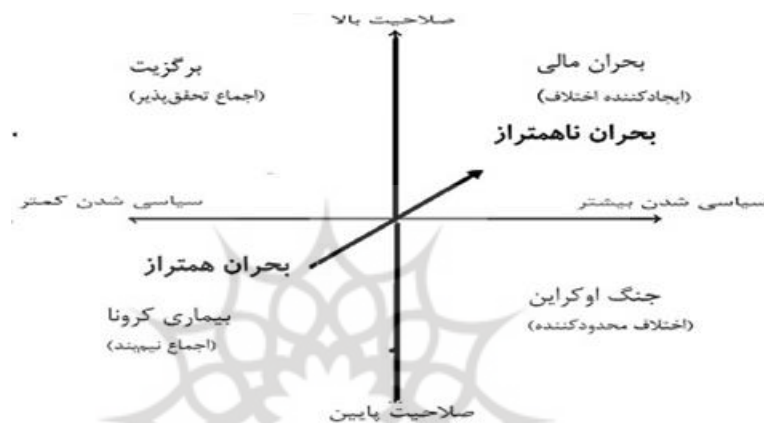 صلاحیت بالا
بحران مالی
(ایجادکننده اختلاف)
برگزیت
(اجماع تحقق‌پذیر)
بحران ناهمتراز
سیاسی شدن بیشتر
سیاسی شدن کمتر
بحران همتراز
جنگ اوکراین
(اختلاف محدودکننده)
بیماری کرونا
(اجماع نیم‌بند)
صلاحیت پایین